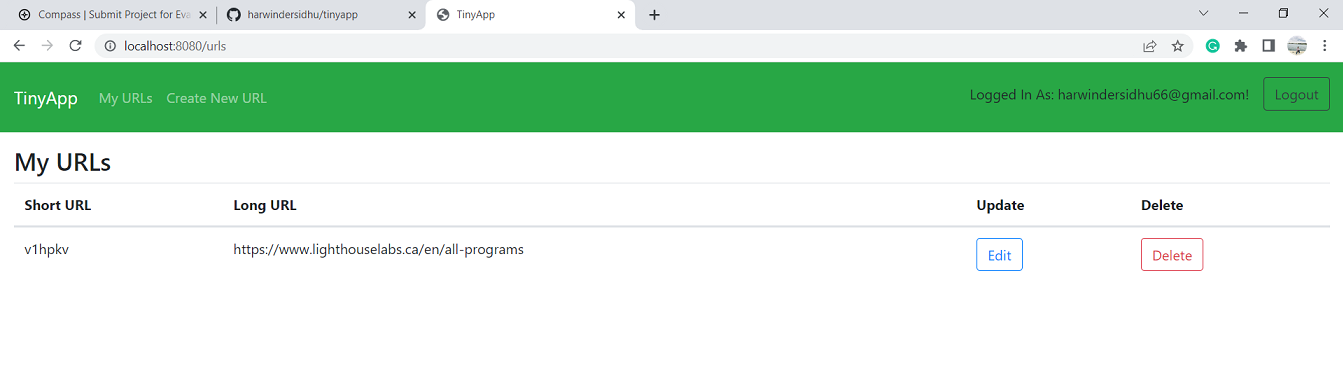 Compass | Submit Project for Eva
harwindersidhu/tinyapp
TinyApp
localhost:8080/urls
TinyApp My URLs Create New URL Logged In As: harwindersidhu66@gmail.com! Logout
My URLs
Short URL Long URL Update Delete
v1hpkv https://www.lighthouselabs.ca/en/all-programs Edit Delete